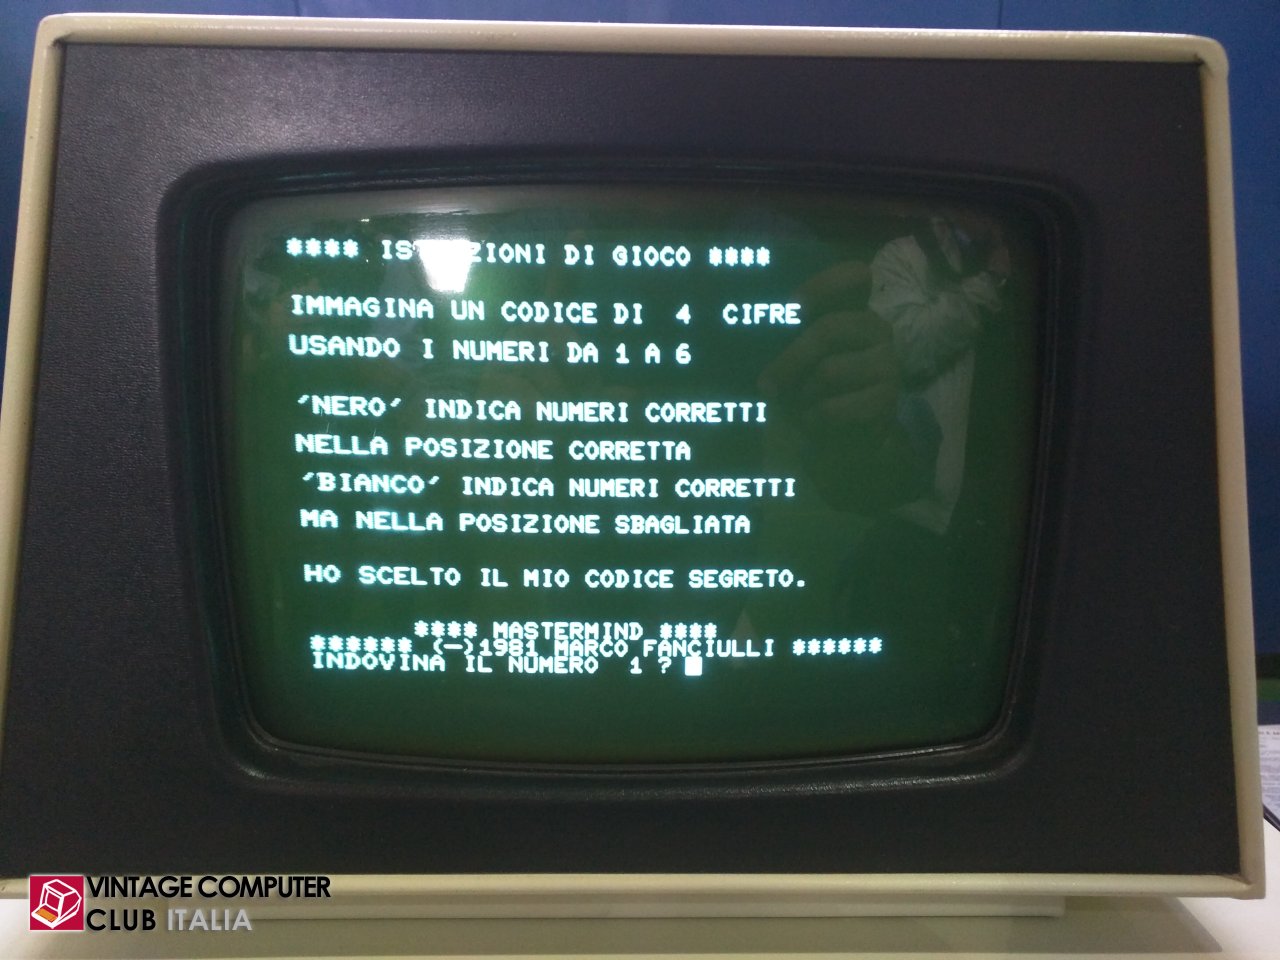 **** ISTRUZIONI DI GIOCO ****
IMMAGINA UN CODICE DI 4 CIFRE
USANDO I NUMERI DA 1 A 6
'NERO' INDICA NUMERI CORRETTI
NELLA POSIZIONE CORRETTA
'BIANCO' INDICA NUMERI CORRETTI
MA NELLA POSIZIONE SBAGLIATA
HO SCELTO IL MIO CODICE SEGRETO.
**** MASTERMIND ****
****** (-)1981 MARCO FANCIULLI ******
INDOVINA IL NUMERO 1 ?
VINTAGE COMPUTER
CLUB ITALIA